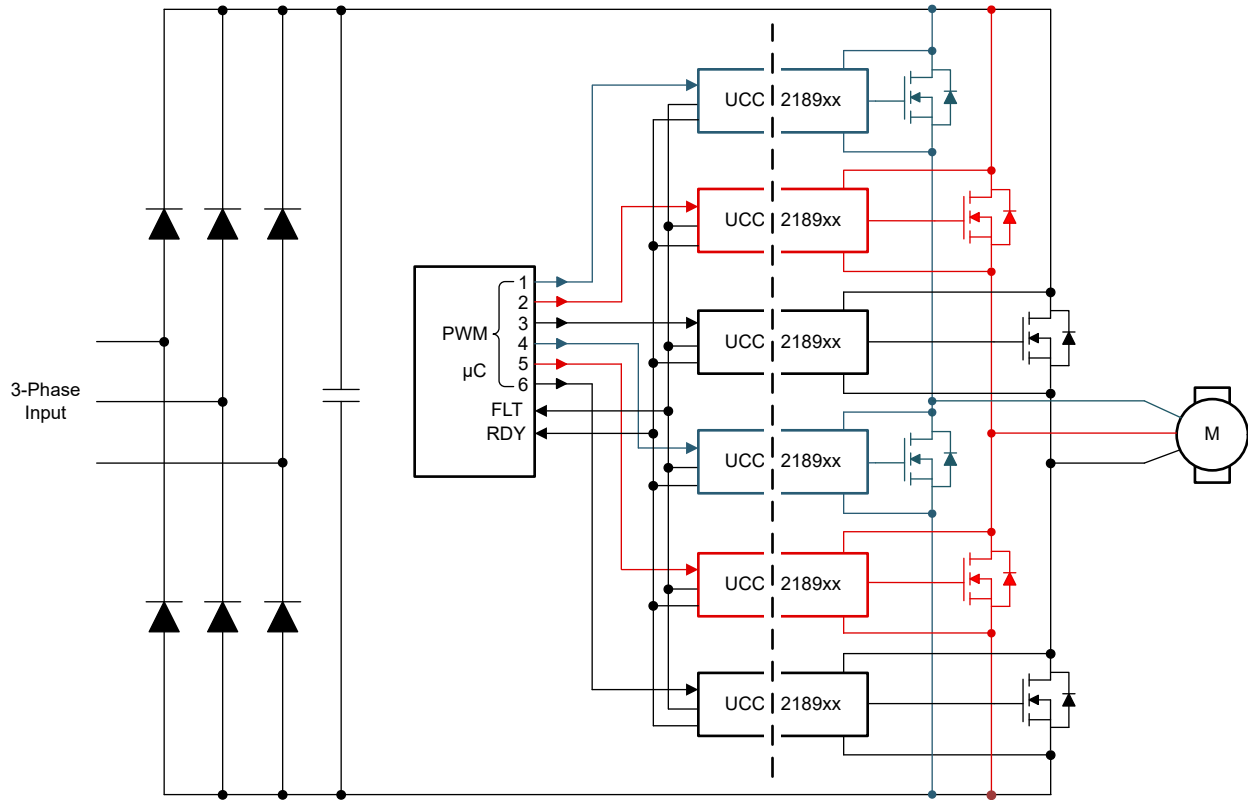 UCC 2189xx
UCC 2189xx
1
2
PWM
3
UCC 2189xx
4
µC
5
6
3-Phase
Input
FLT
RDY
M
UCC 2189xx
UCC 2189xx
UCC 2189xx